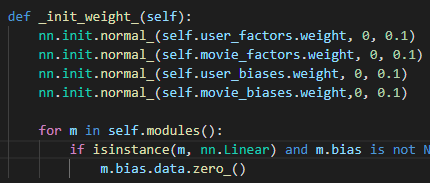 def _init_weight_(self):
    nn.init.normal_(self.user_factors.weight, 0, 0.1)
    nn.init.normal_(self.movie_factors.weight, 0, 0.1)
    nn.init.normal_(self.user_biases.weight, 0, 0.1)
    nn.init.normal_(self.movie_biases.weight,0, 0.1)
    for m in self.modules():
        if isinstance(m, nn.Linear) and m.bias is not N
            m.bias.data.zero_()